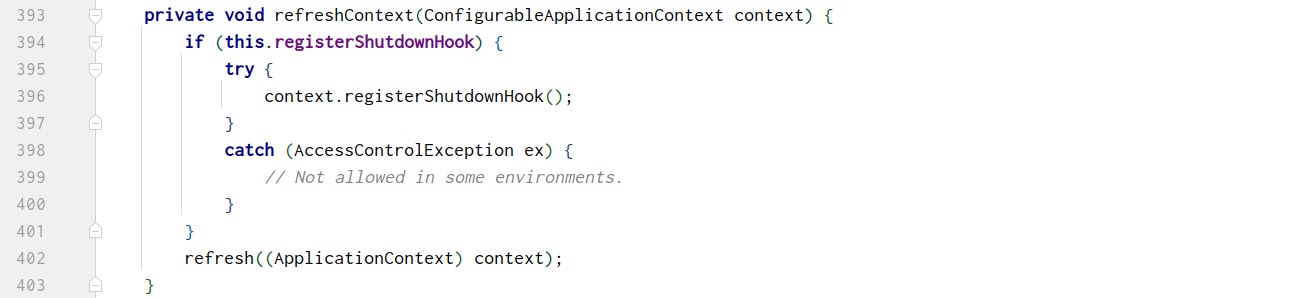 393 private void refreshContext(ConfigurableApplicationContext context) {
394 if (this.registerShutdownHook) {
395 try {
396 context.registerShutdownHook();
397 }
398 catch (AccessControlException ex) {
399 // Not allowed in some environments.
400 }
401 }
402 refresh((ApplicationContext) context);
403 }